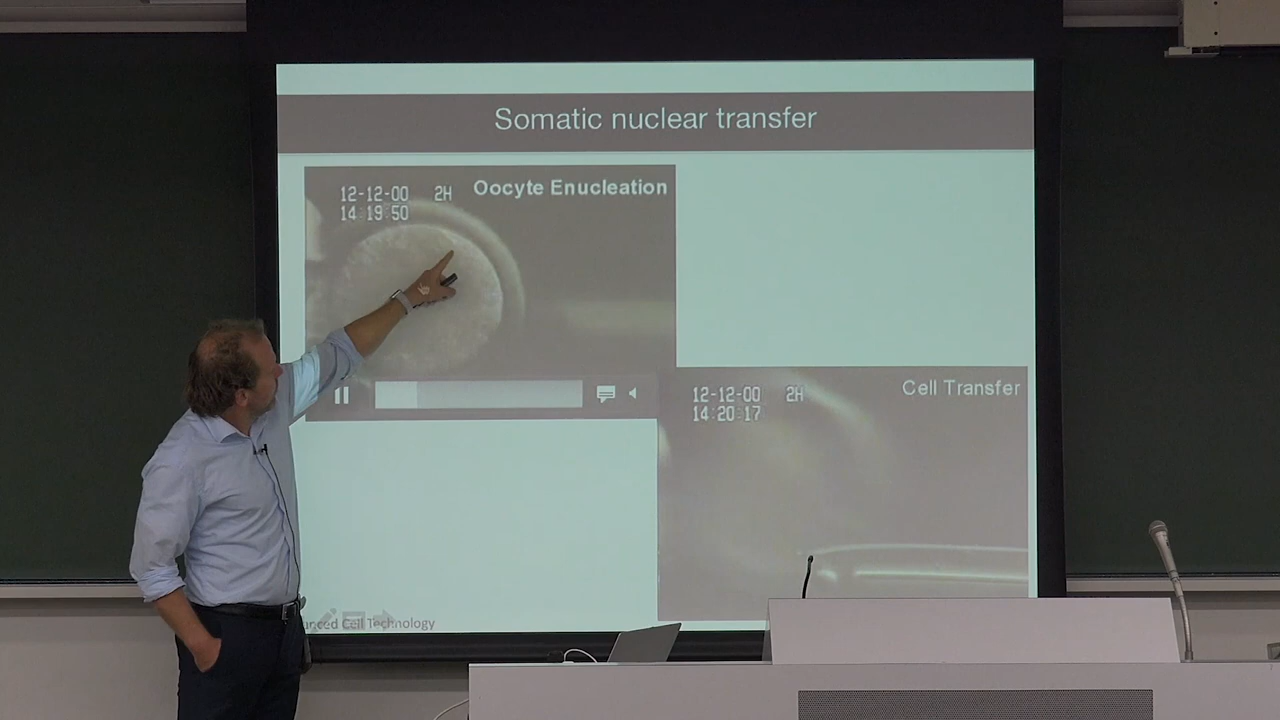 Somatic nuclear transfer
12-12-00 2H Oocyte Enucleation
14:19:50
12-12-00 2H Cell Transfer
14:20:17
Cell Technology